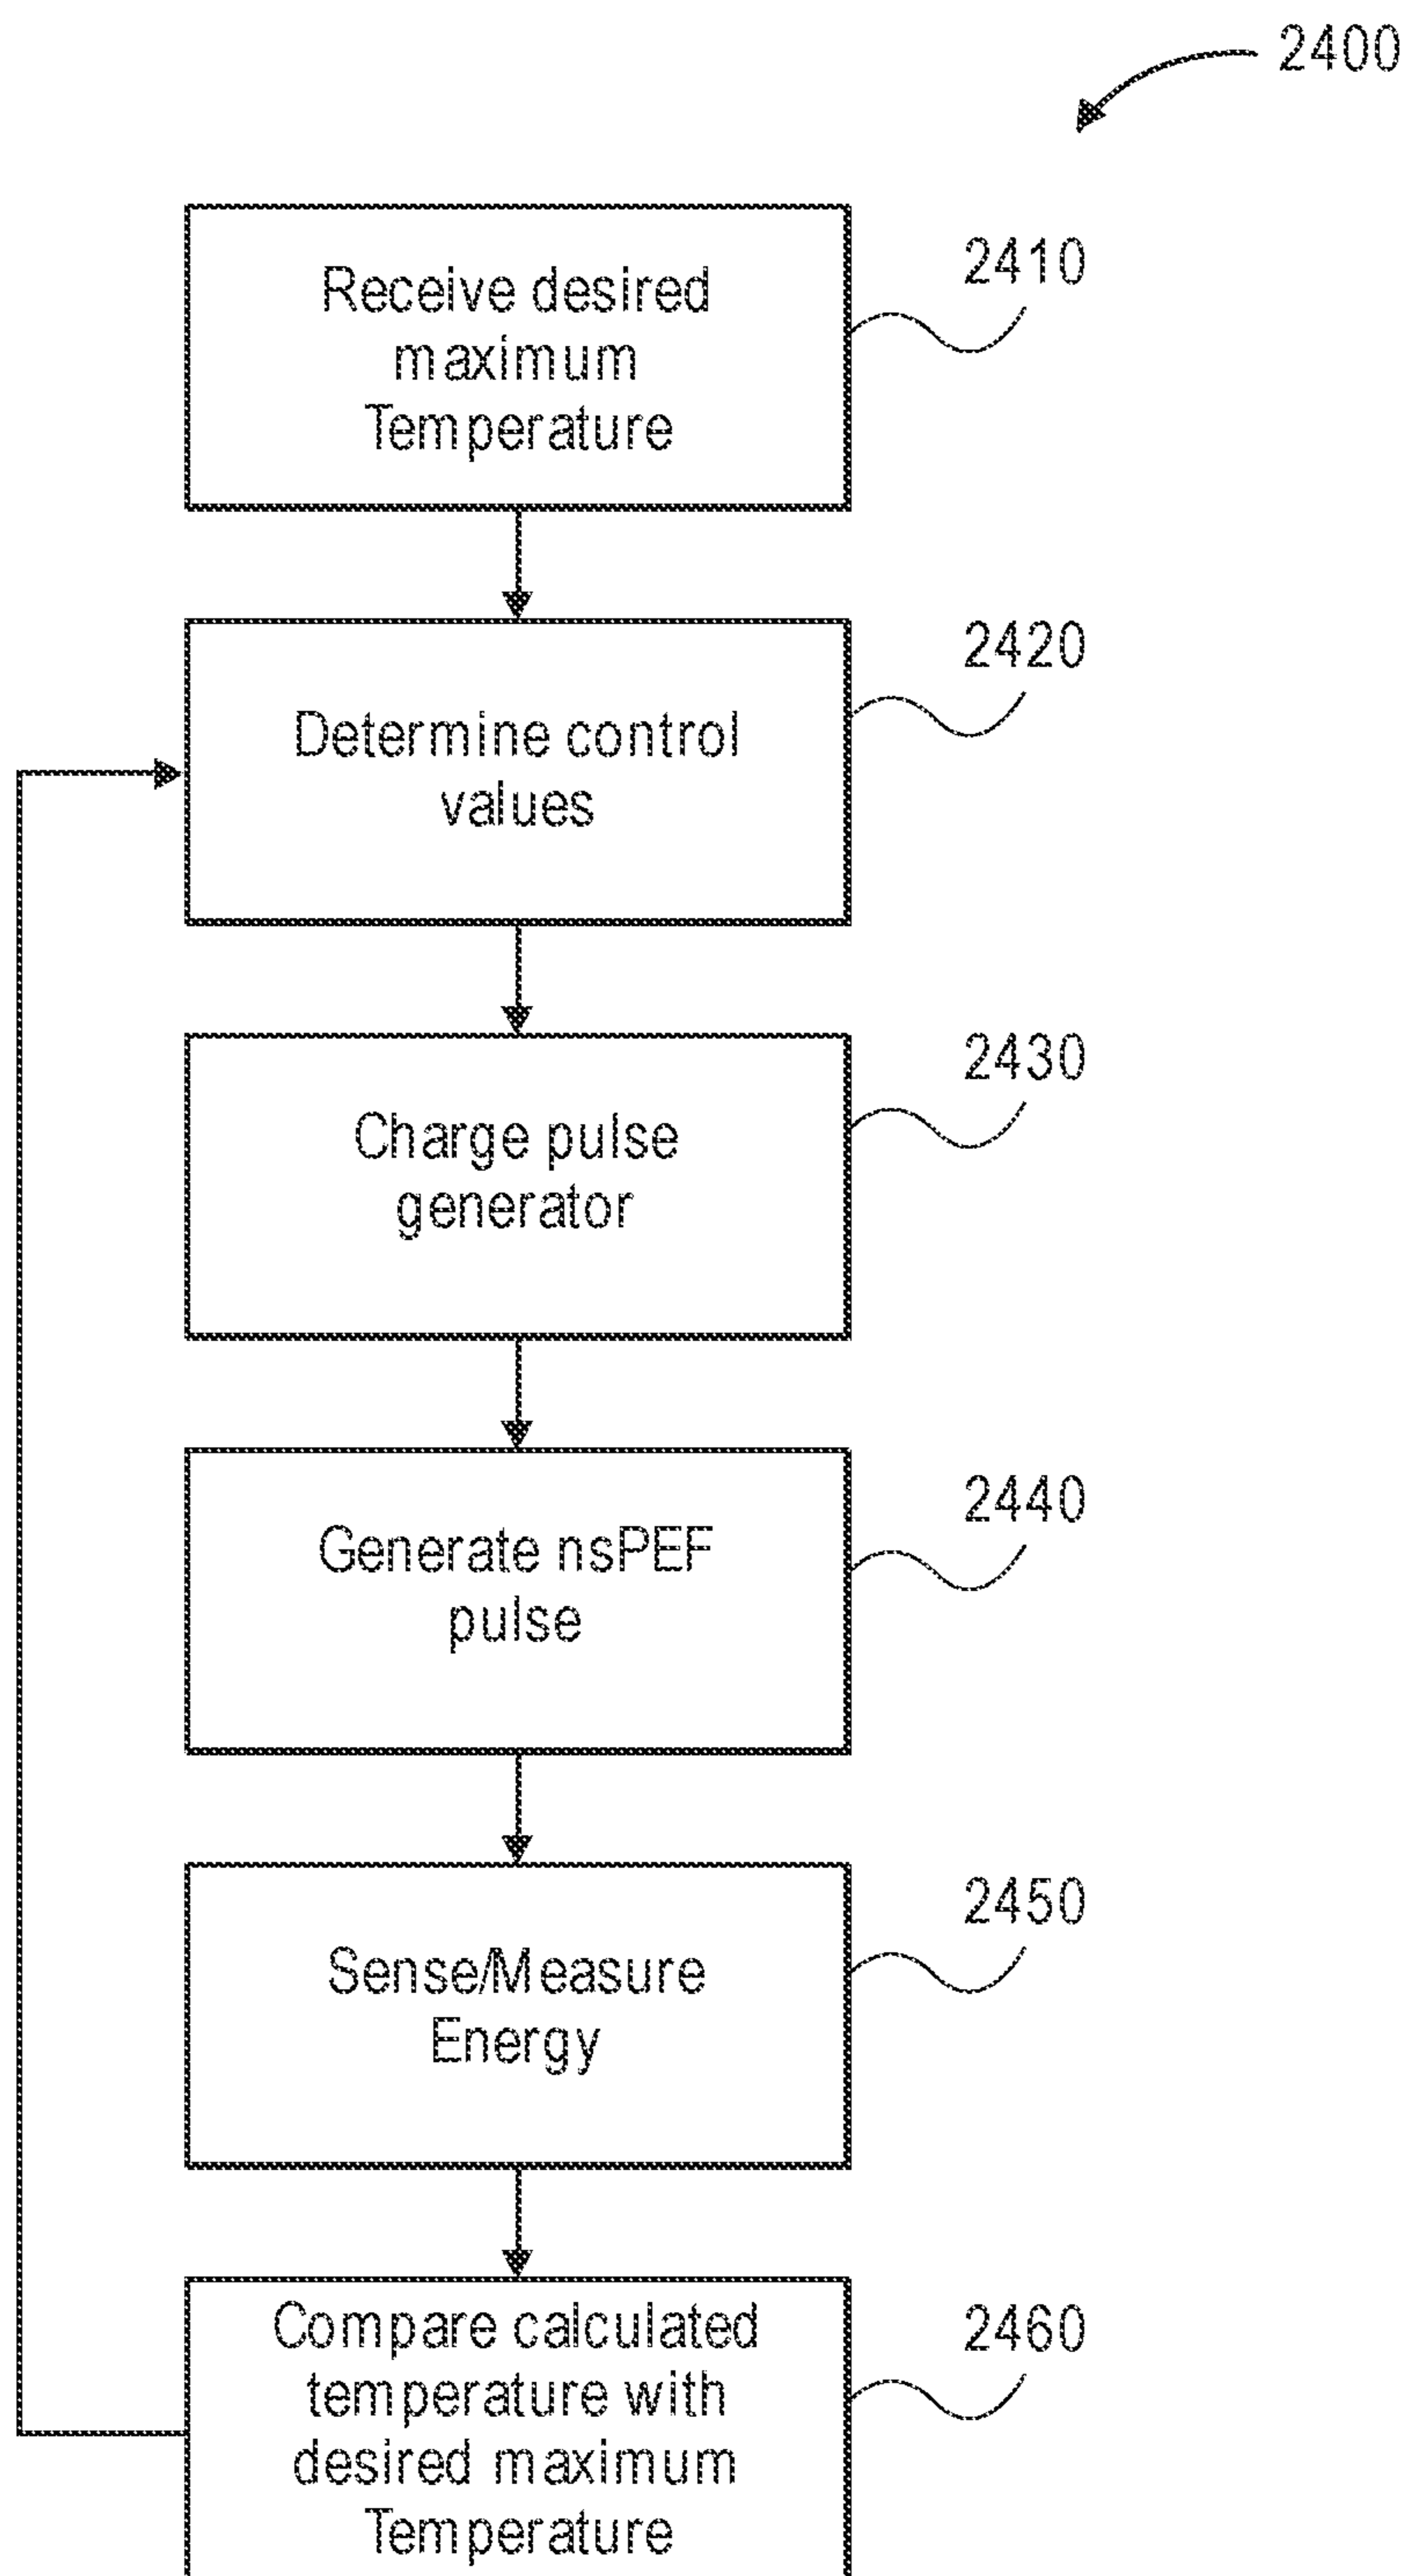 2400
Receive desired
maximum
Temperature
2410
Determine control
values
2420
Charge pulse
generator
2430
Generate nsPEF
pulse
2440
Sense/Measure
Energy
2450
Compare calculated
temperature with
desired maximum
Temperature
2460